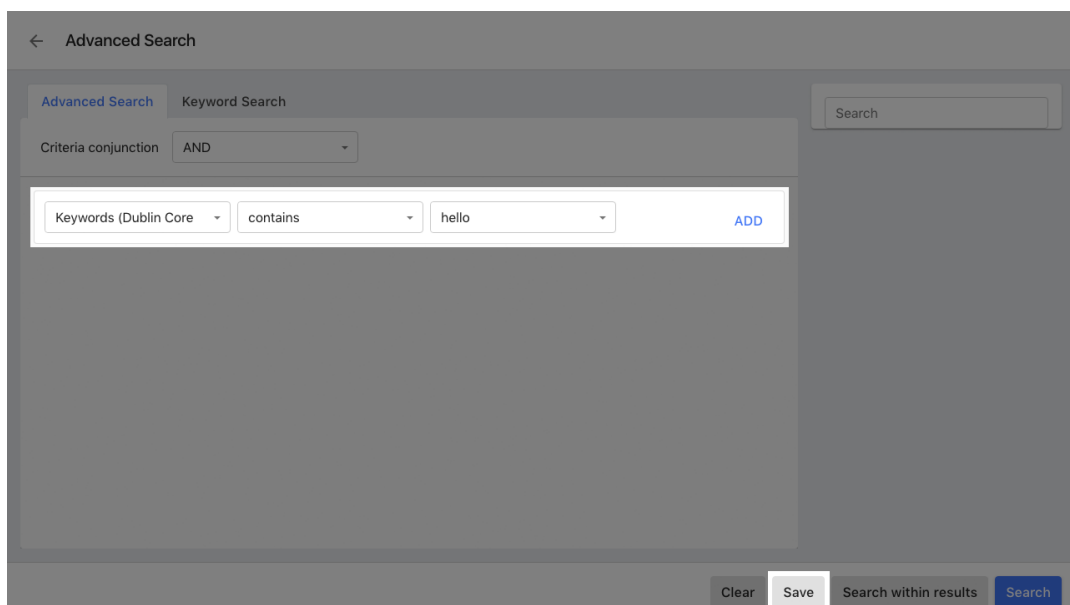 Advanced Search
Advanced Search Keyword Search
Search
Criteria conjunction AND
Keywords (Dublin Core contains hello ADD
Clear Save Search within results Search